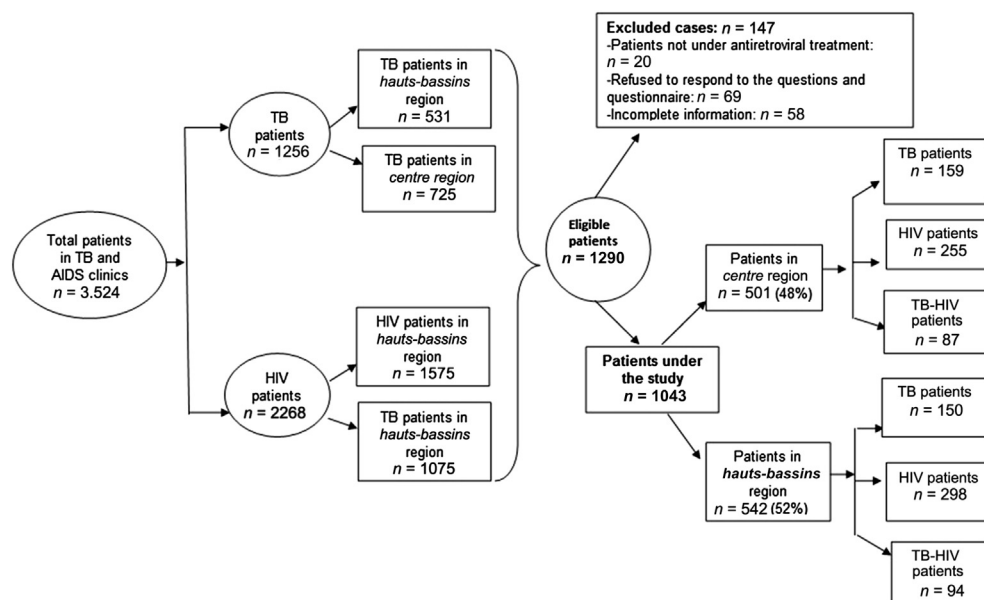 Total patients
in TB and
AIDS clinics
n = 3.524
TB
patients
n = 1256
HIV
patients
n = 2268
TB patients in
hauts-bassins
region
n = 531
TB patients in
centre region
n = 725
HIV patients in
hauts-bassins
region
n = 1575
TB patients in
hauts-bassins
region
n = 1075
Eligible
patients
n = 1290
Excluded cases: n = 147
-Patients not under antiretroviral treatment:
n = 20
-Refused to respond to the questions and
questionnaire: n = 69
-Incomplete information: n = 58
Patients under
the study
n = 1043
Patients in
centre region
n = 501 (48%)
Patients in
hauts-bassins
region
n = 542 (52%)
TB patients
n = 159
HIV patients
n = 255
TB-HIV
patients
n = 87
TB patients
n = 150
HIV patients
n = 298
TB-HIV
patients
n = 94